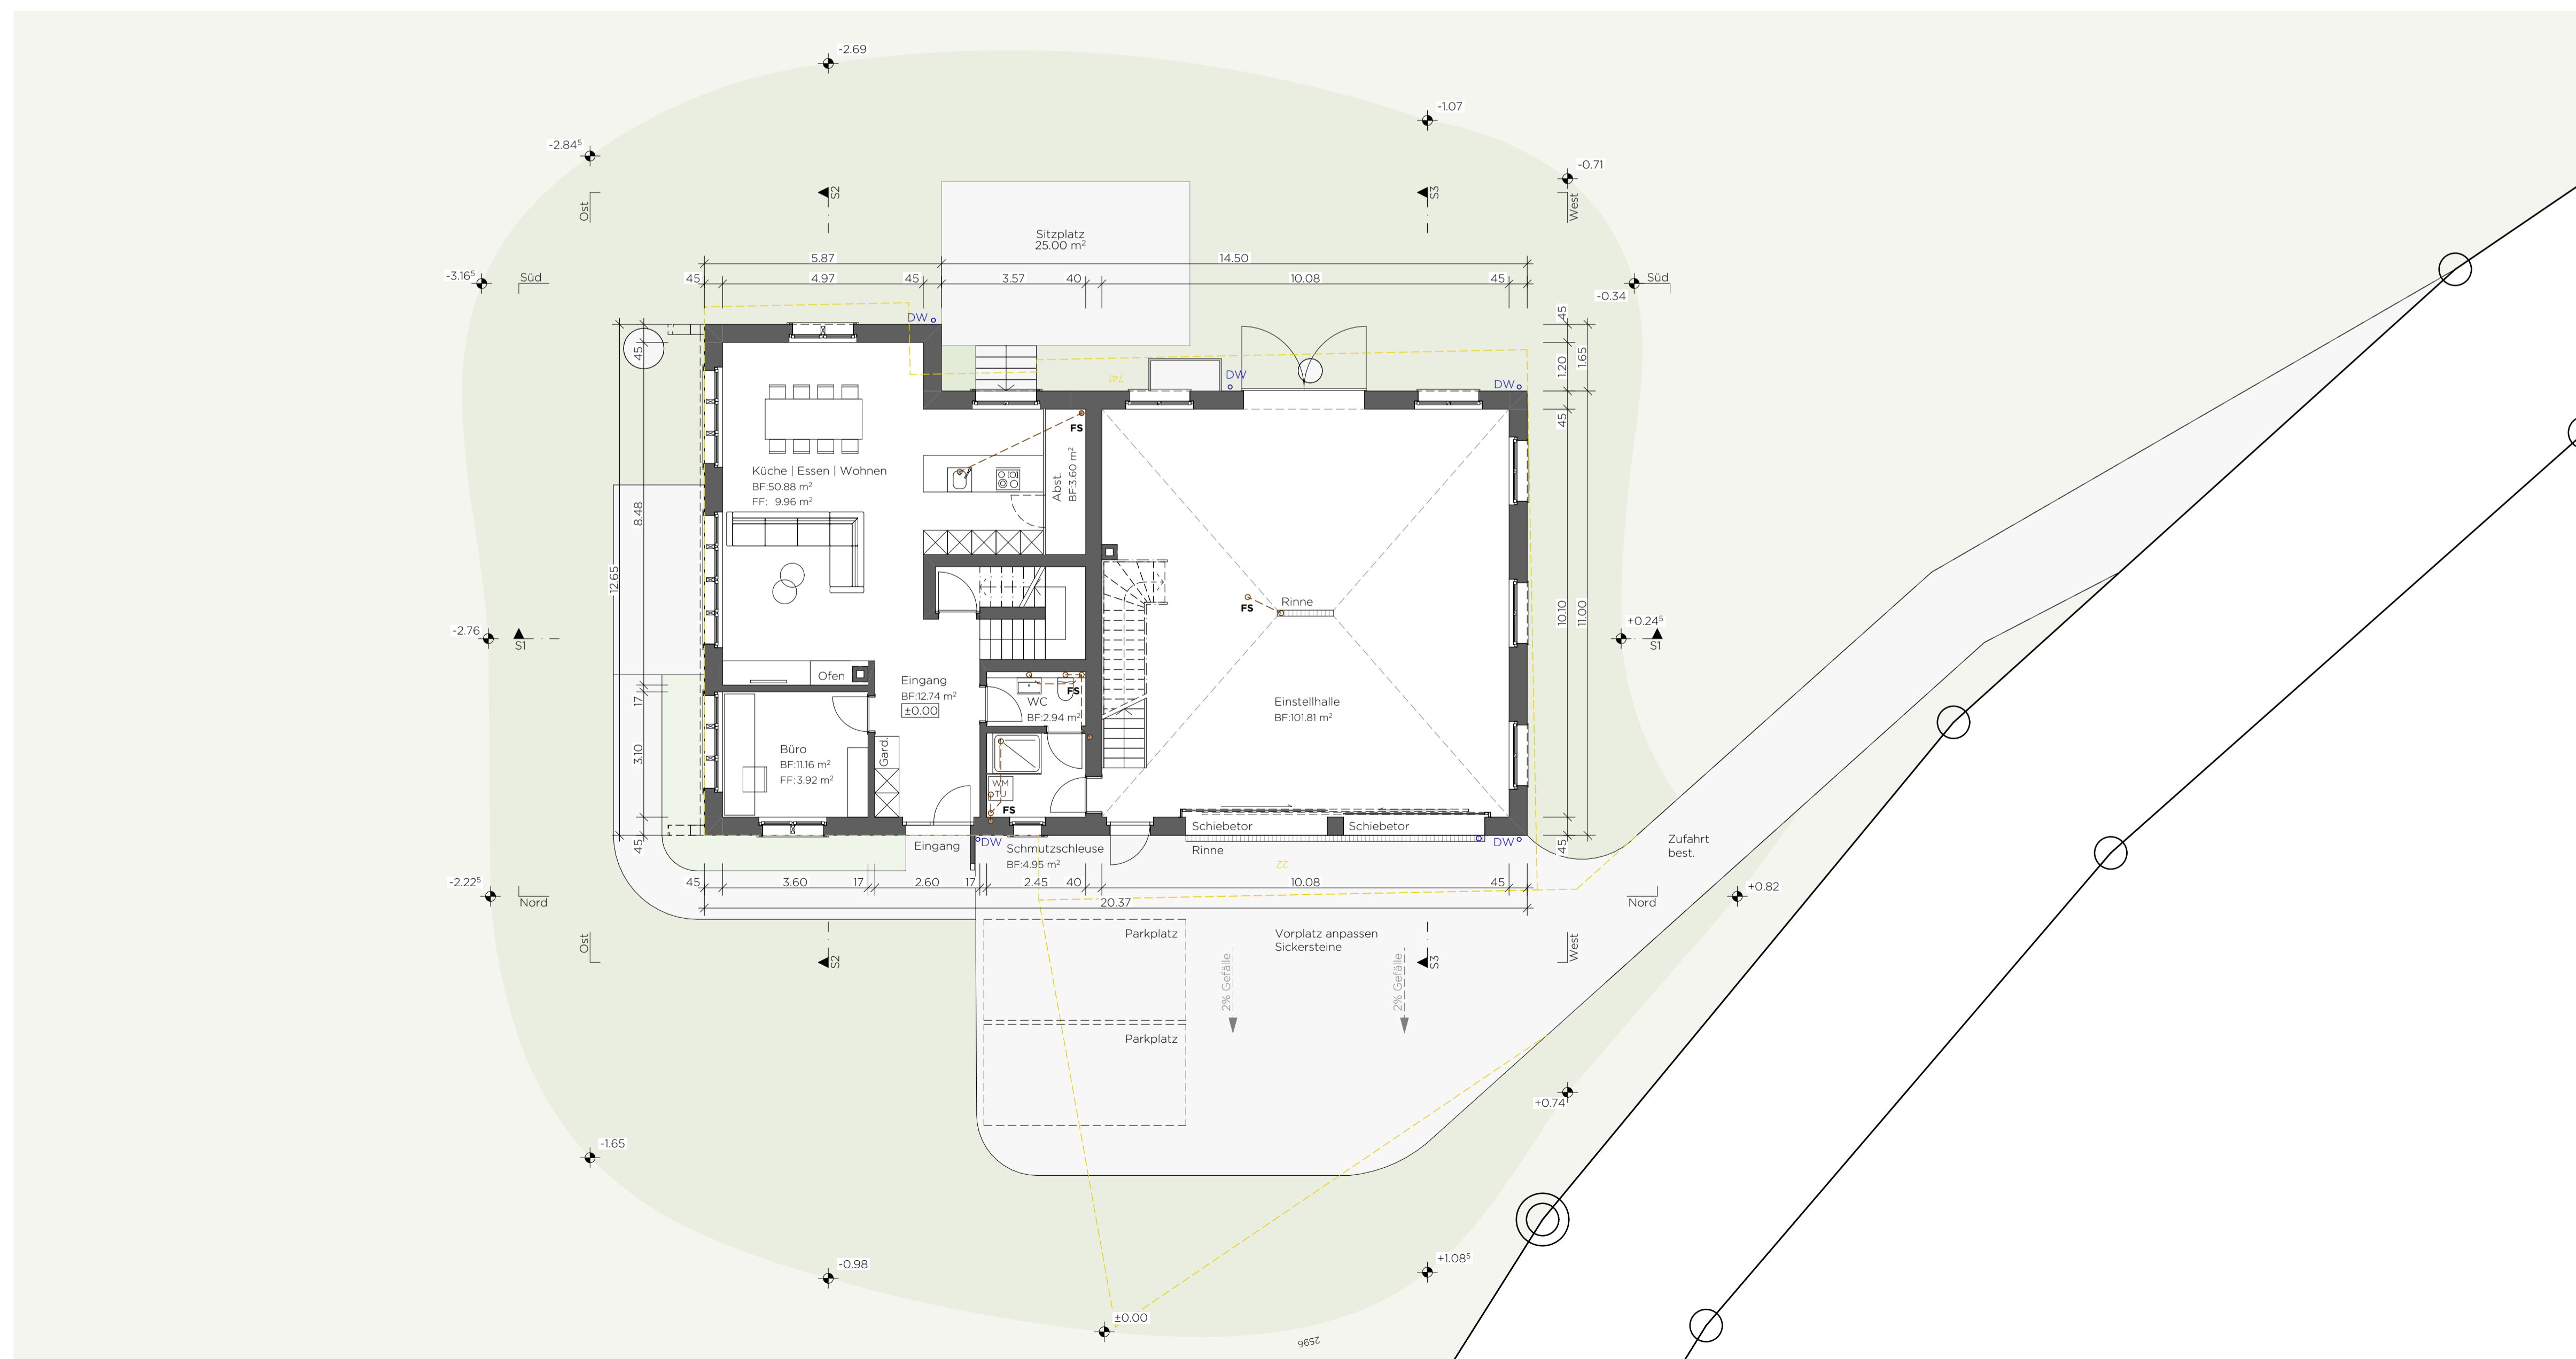 -2.69
-1.07
-2.84⁵
-0.71
S2
S3
Ost
West
Sitzplatz
25.00 m²
5.87
14.50
-3.16⁵
Süd
45
4.97
45
3.57
40
10.08
45
Süd
-0.34
DW
45
45
1.20
1.65
741
DW
DW
45
FS
Küche | Essen | Wohnen
BF:50.88 m²
FF: 9.96 m²
Abst.
BF:3.60 m²
8.48
12.65
Rinne
FS
10.10
11.00
-2.76
S1
+0.24⁵
S1
Ofen
Eingang
BF:12.74 m²
±0.00
FS
WC
BF:2.94 m²
Einstellhalle
BF:101.81 m²
17
3.10
Büro
BF:11.16 m²
FF:3.92 m²
Gard.
WM
TU
FS
Schiebetor
Schiebetor
45
Eingang
DW
Schmutzschleuse
BF:4.95 m²
Rinne
22
DW
45
Zufahrt
best.
-2.22⁵
Nord
45
3.60
17
2.60
17
2.45
40
10.08
45
20.37
Nord
+0.82
Ost
S2
Parkplatz
Vorplatz anpassen
Sickersteine
S3
West
2% Gefälle
2% Gefälle
Parkplatz
+0.74
-1.65
-0.98
+1.08⁵
±0.00
2596